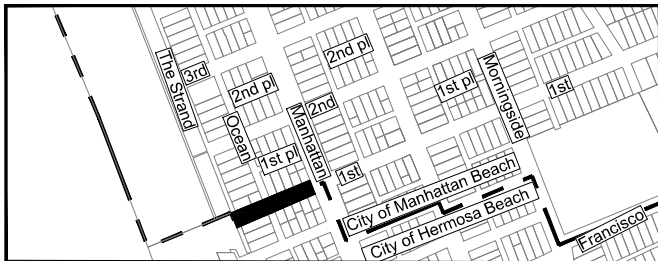 The Strand
3rd
2nd pl
Ocean
1st pl
Manhattan
2nd
2nd pl
1st
1st pl
Morningside
1st
City of Manhattan Beach
City of Hermosa Beach
Francisco